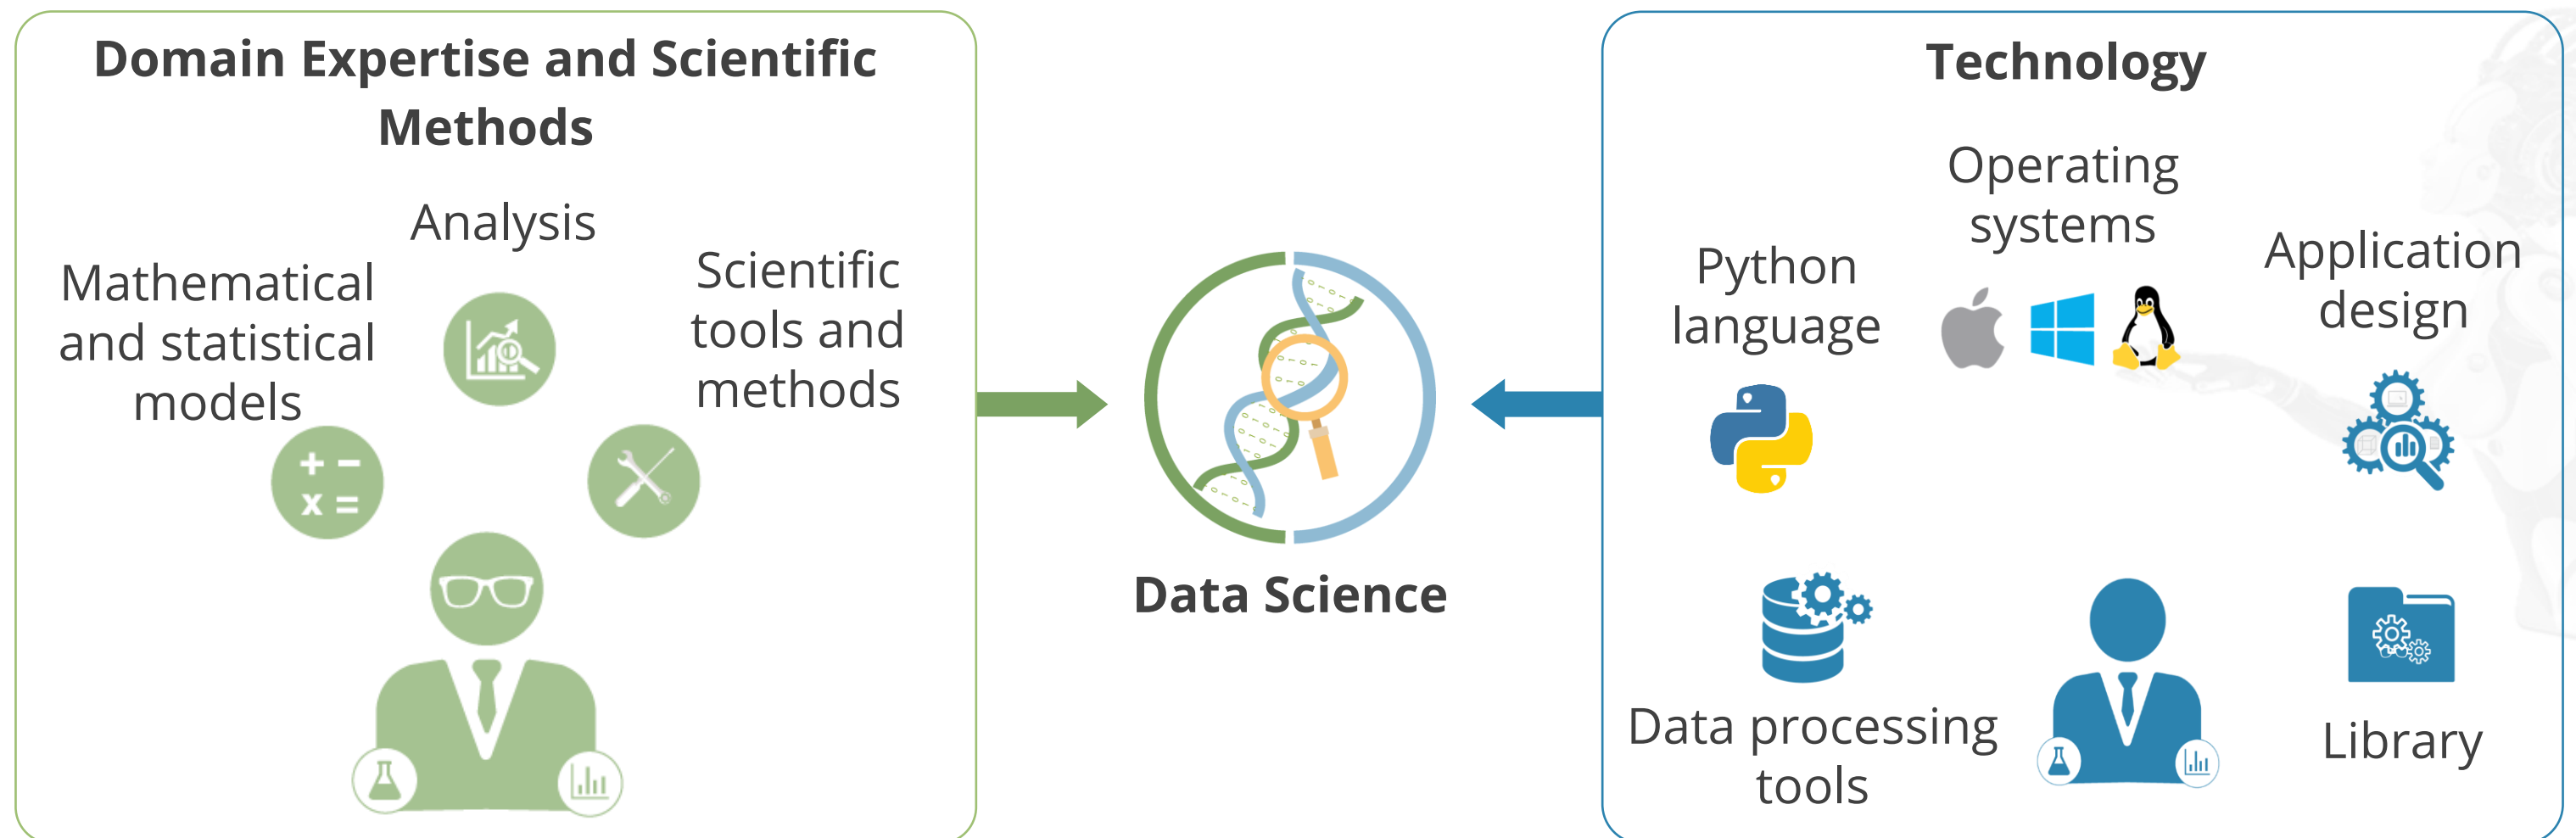 Domain Expertise and Scientific
Methods
Analysis
Mathematical
and statistical
models
Scientific
tools and
methods
+ −
x =
Data Science
Technology
Operating
systems
Python
language
Application
design
Data processing
tools
Library